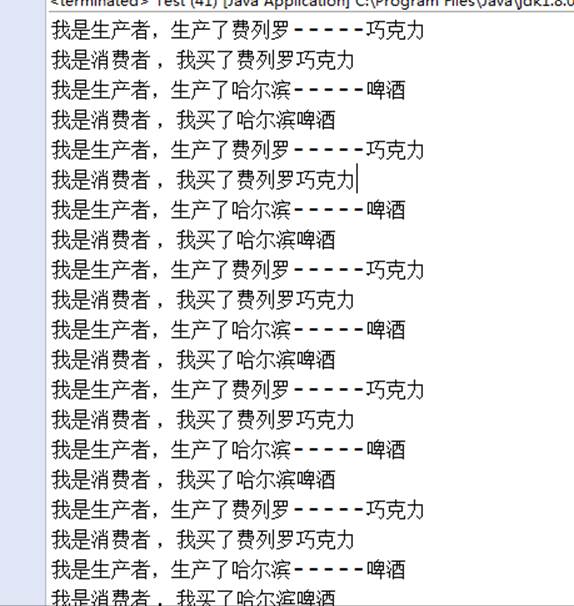 <terminated> Test (41) [Java Application] C:\Program Files\Java\jdk1.8.0
我是生产者，生产了费列罗-----巧克力
我是消费者 ，我买了费列罗巧克力
我是生产者，生产了哈尔滨-----啤酒
我是消费者 ，我买了哈尔滨啤酒
我是生产者，生产了费列罗-----巧克力
我是消费者 ，我买了费列罗巧克力
我是生产者，生产了哈尔滨-----啤酒
我是消费者 ，我买了哈尔滨啤酒
我是生产者，生产了费列罗-----巧克力
我是消费者 ，我买了费列罗巧克力
我是生产者，生产了哈尔滨-----啤酒
我是消费者 ，我买了哈尔滨啤酒
我是生产者，生产了费列罗-----巧克力
我是消费者 ，我买了费列罗巧克力
我是生产者，生产了哈尔滨-----啤酒
我是消费者 ，我买了哈尔滨啤酒
我是生产者，生产了费列罗-----巧克力
我是消费者 ，我买了费列罗巧克力
我是生产者，生产了哈尔滨-----啤酒
我是消费者 ，我买了哈尔滨啤酒